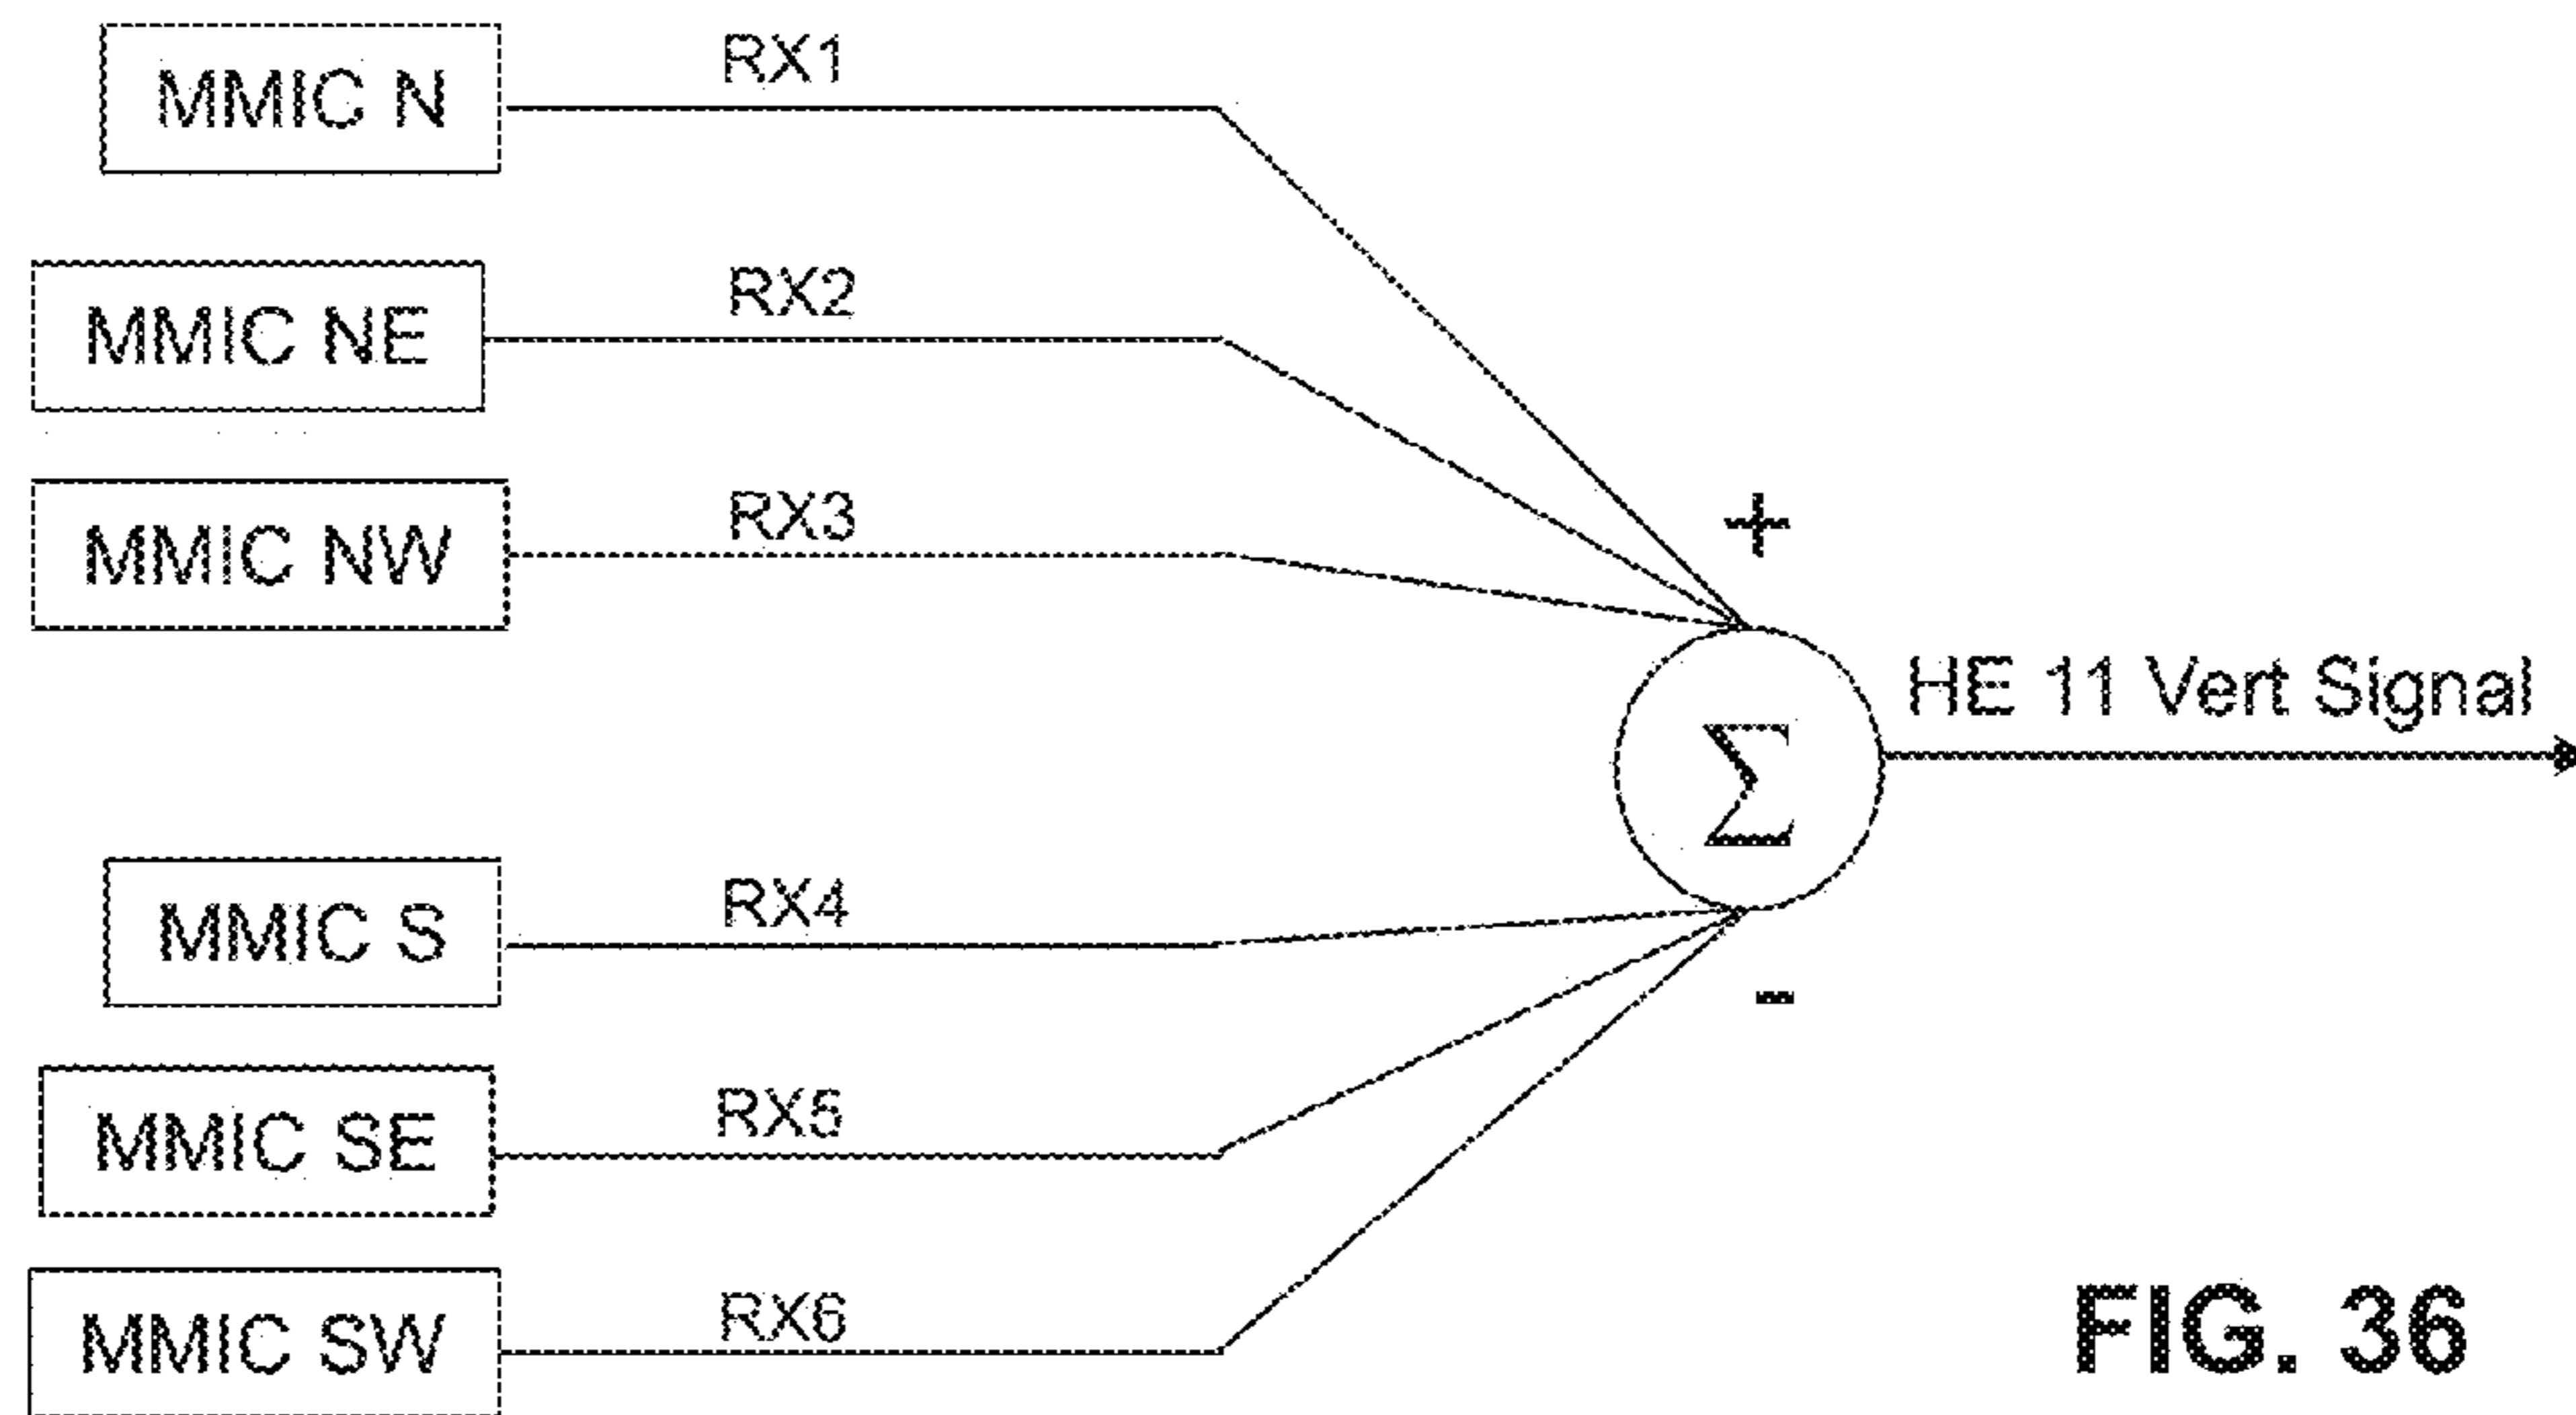 MMIC N
RX1
MMIC NE
RX2
MMIC NW
RX3
+
HE 11 Vert Signal
Σ
MMIC S
RX4
-
MMIC SE
RX5
MMIC SW
RX6
FIG. 36